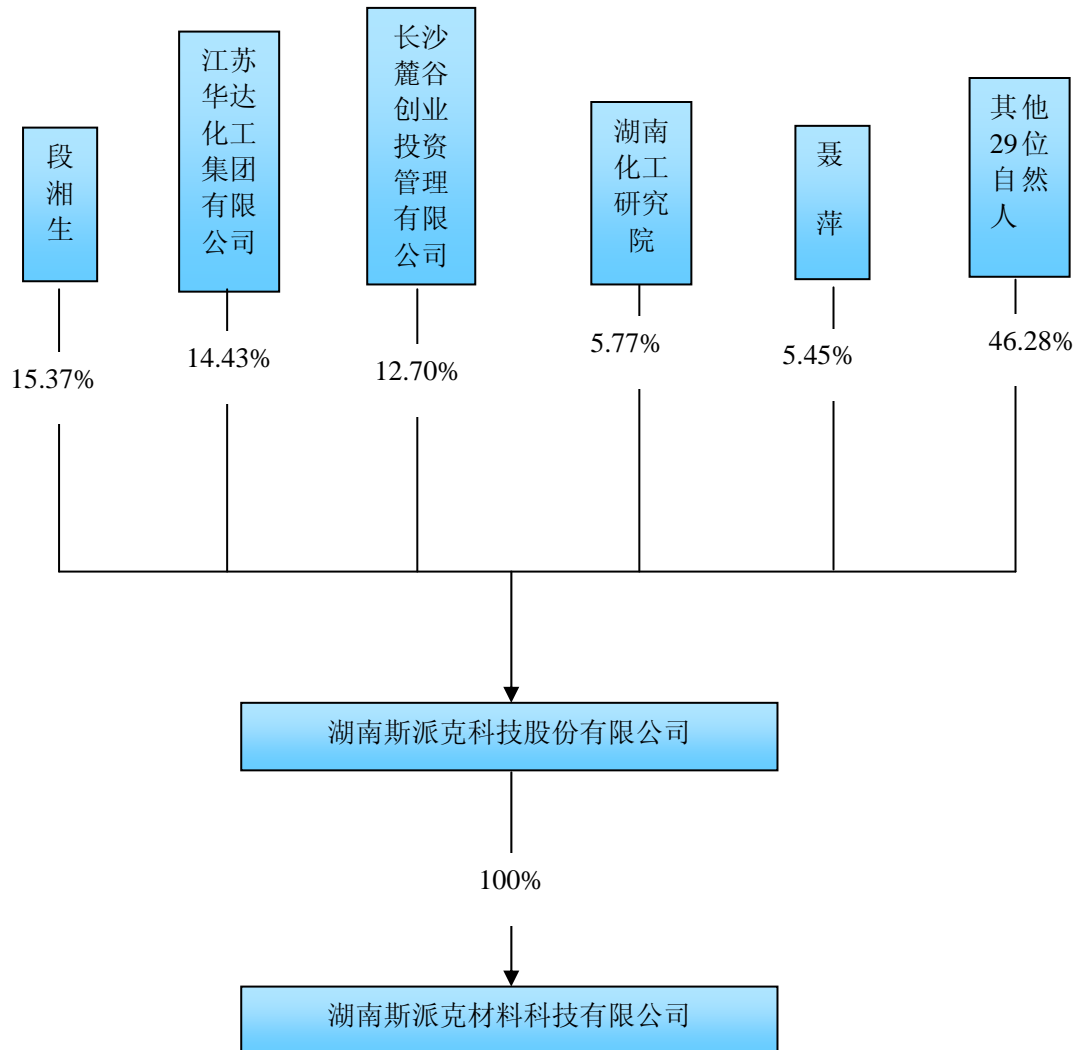 段
湘
生
江苏
华达
化工
集团
有限
公司
长沙
麓谷
创业
投资
管理
有限
公司
湖南
化工
研究
院
聂
萍
其他
29位
自然
人
15.37%
14.43%
12.70%
5.77%
5.45%
46.28%
湖南斯派克科技股份有限公司
100%
湖南斯派克材料科技有限公司